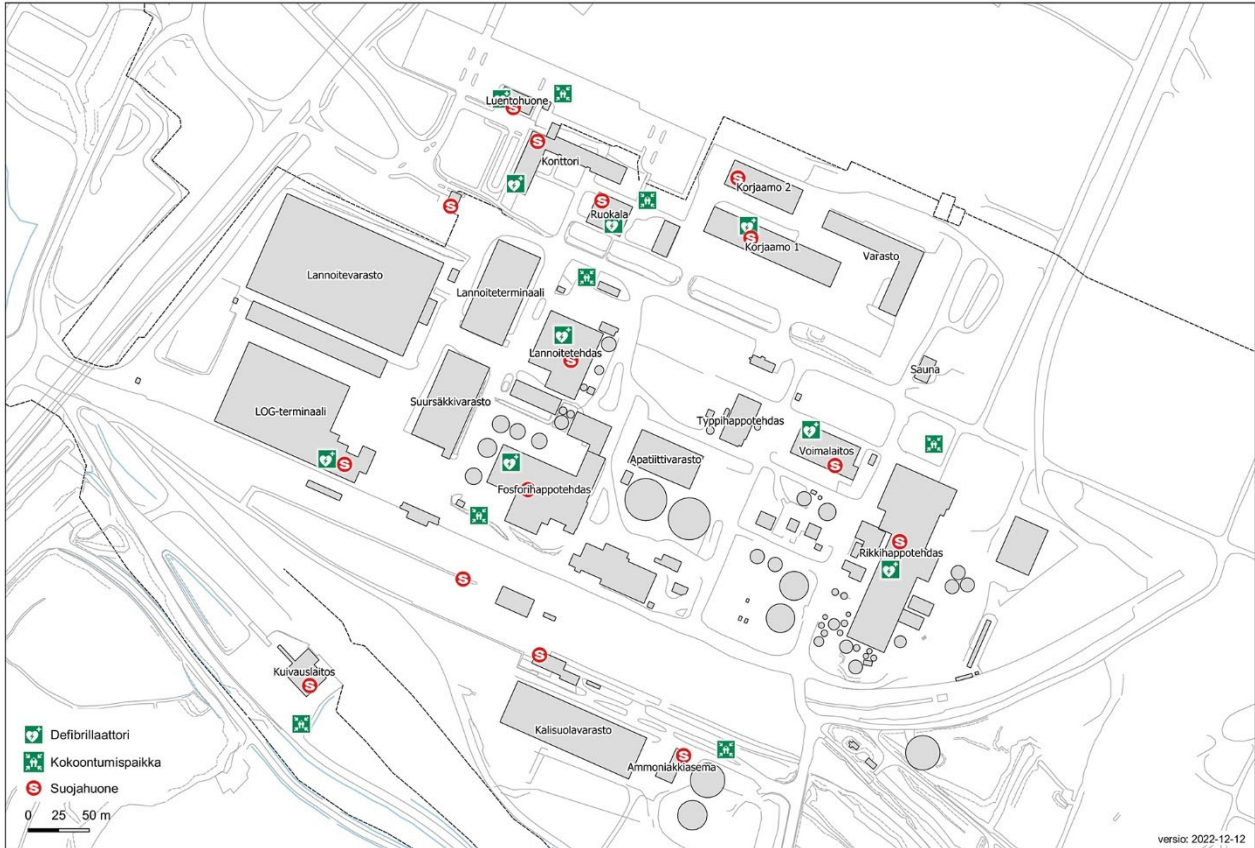 Luentohuone
Konttori
Korjaamo 2
Ruokala
Korjaamo 1
Varasto
Lannoitevarasto
Lannoiteterminaali
Lannoitetehdas
Sauna
Suursäkkivarasto
LOG-terminaali
Typpihappotehdas
Voimalaitos
Apatiittivarasto
Fosforihappotehdas
Rikkihappotehdas
Kuivauslaitos
Kalisuolavarasto
Ammoniakkiasema
Defibrillaattori
Kokoontumispaikka
S Suojahuone
0 25 50 m
versio: 2022-12-12